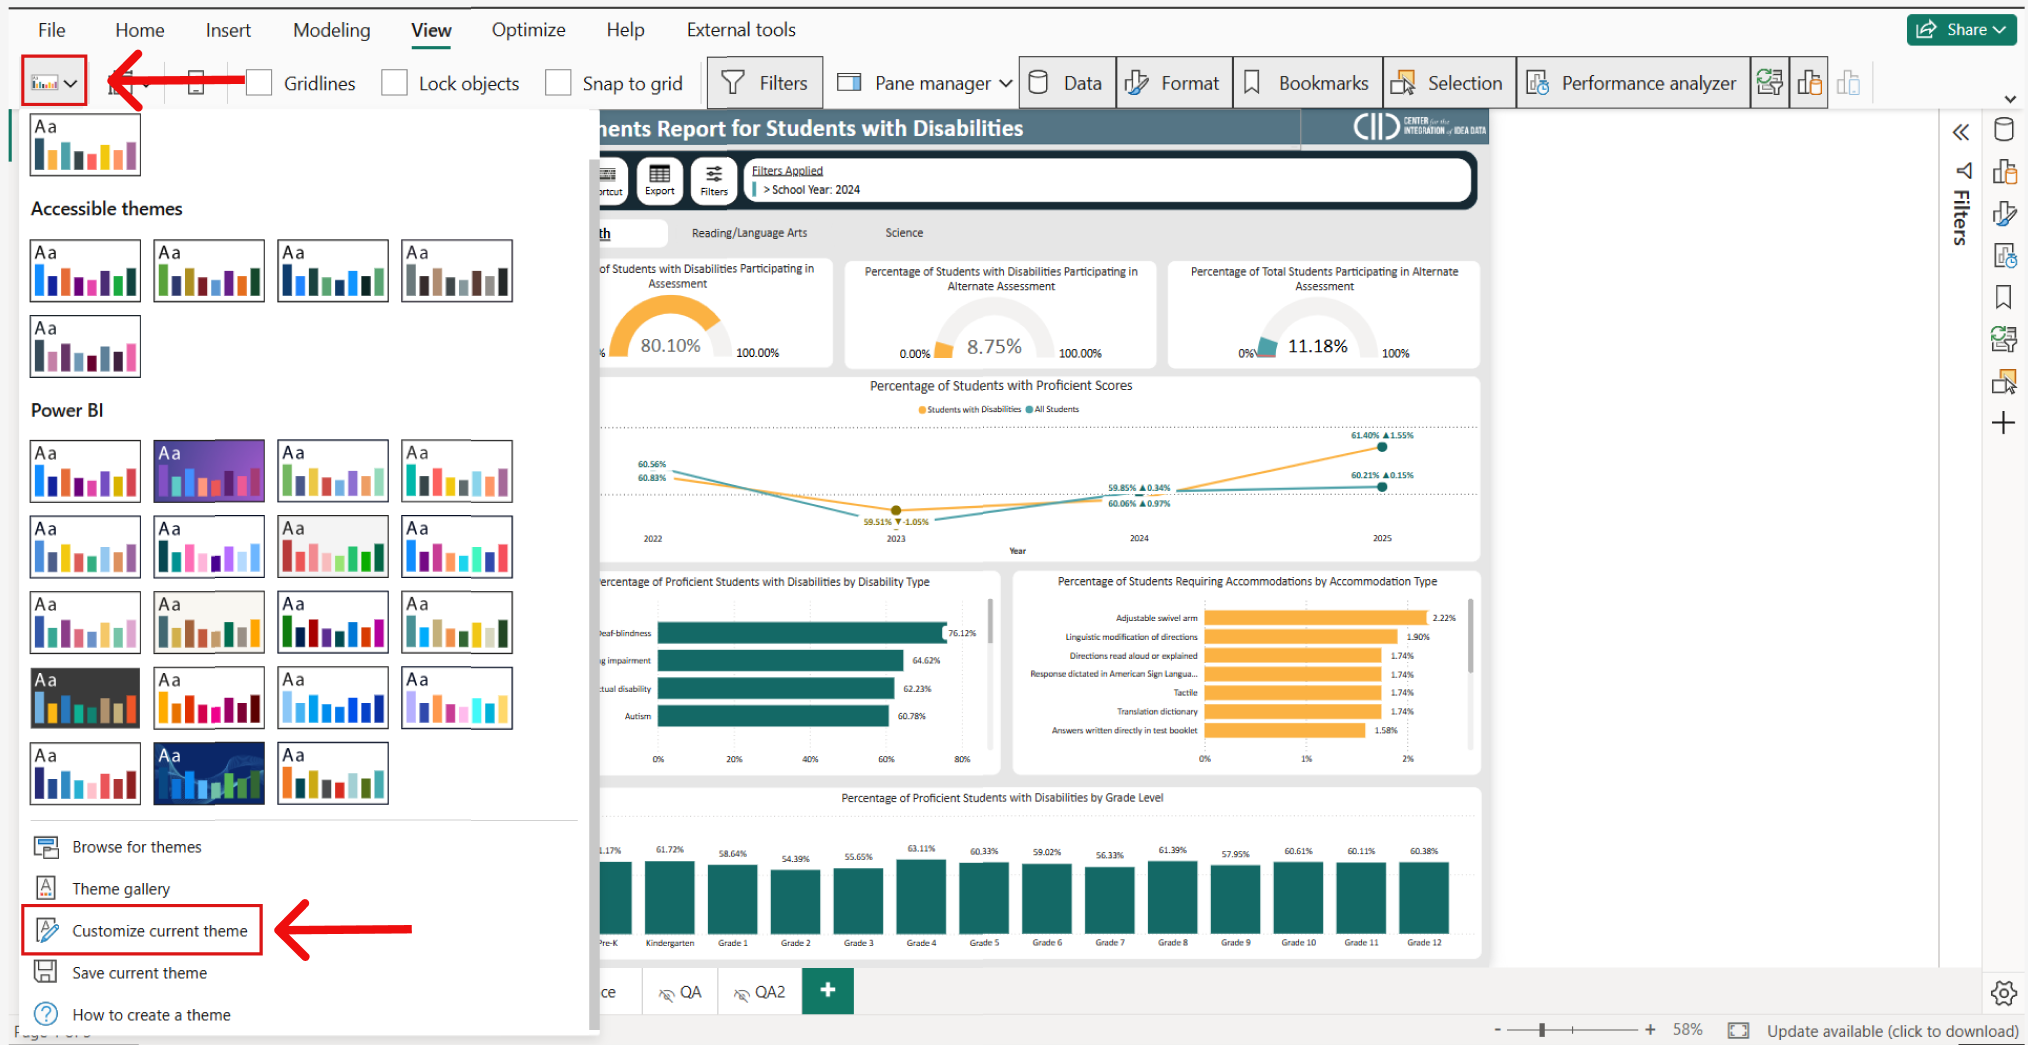 File Home Insert Modeling View Optimize Help External tools Share
Gridlines Lock objects Snap to grid Filters Pane manager Data Format Bookmarks Selection Performance analyzer
Aa
Accessible themes
Aa Aa Aa Aa
Aa
Power BI
Aa Aa Aa Aa
Aa Aa Aa Aa
Aa Aa Aa Aa
Aa Aa Aa Aa
Aa Aa Aa
Browse for themes
Theme gallery
Customize current theme
Save current theme
How to create a theme
ents Report for Students with Disabilities
CENTER for the
INTEGRATION of IDEA DATA
rtcut Export Filters
Filters Applied
> School Year: 2024
th Reading/Language Arts Science
of Students with Disabilities Participating in
Assessment
80.10%
% 100.00%
Percentage of Students with Disabilities Participating in
Alternate Assessment
8.75%
0.00% 100.00%
Percentage of Total Students Participating in Alternate
Assessment
11.18%
0% 100%
Percentage of Students with Proficient Scores
Students with Disabilities All Students
61.40% ▲1.55%
60.56%
60.83%
60.21% ▲0.15%
59.85% ▲0.34%
60.06% ▲0.97%
59.51% ▼-1.05%
2022 2023 2024 2025
Year
ercentage of Proficient Students with Disabilities by Disability Type
eaf-blindness 76.12%
g impairment 64.62%
tual disability 62.23%
Autism 60.78%
0% 20% 40% 60% 80%
Percentage of Students Requiring Accommodations by Accommodation Type
Adjustable swivel arm 2.22%
Linguistic modification of directions 1.90%
Directions read aloud or explained 1.74%
Response dictated in American Sign Langua... 1.74%
Tactile 1.74%
Translation dictionary 1.74%
Answers written directly in test booklet 1.58%
0% 1% 2%
Percentage of Proficient Students with Disabilities by Grade Level
.17% 61.72% 58.64% 54.39% 55.65% 63.11% 60.33% 59.02% 56.33% 61.39% 57.95% 60.61% 60.11% 60.38%
Pre-K Kindergarten Grade 1 Grade 2 Grade 3 Grade 4 Grade 5 Grade 6 Grade 7 Grade 8 Grade 9 Grade 10 Grade 11 Grade 12
Filters
ce QA QA2 +
- + 58% Update available (click to download)